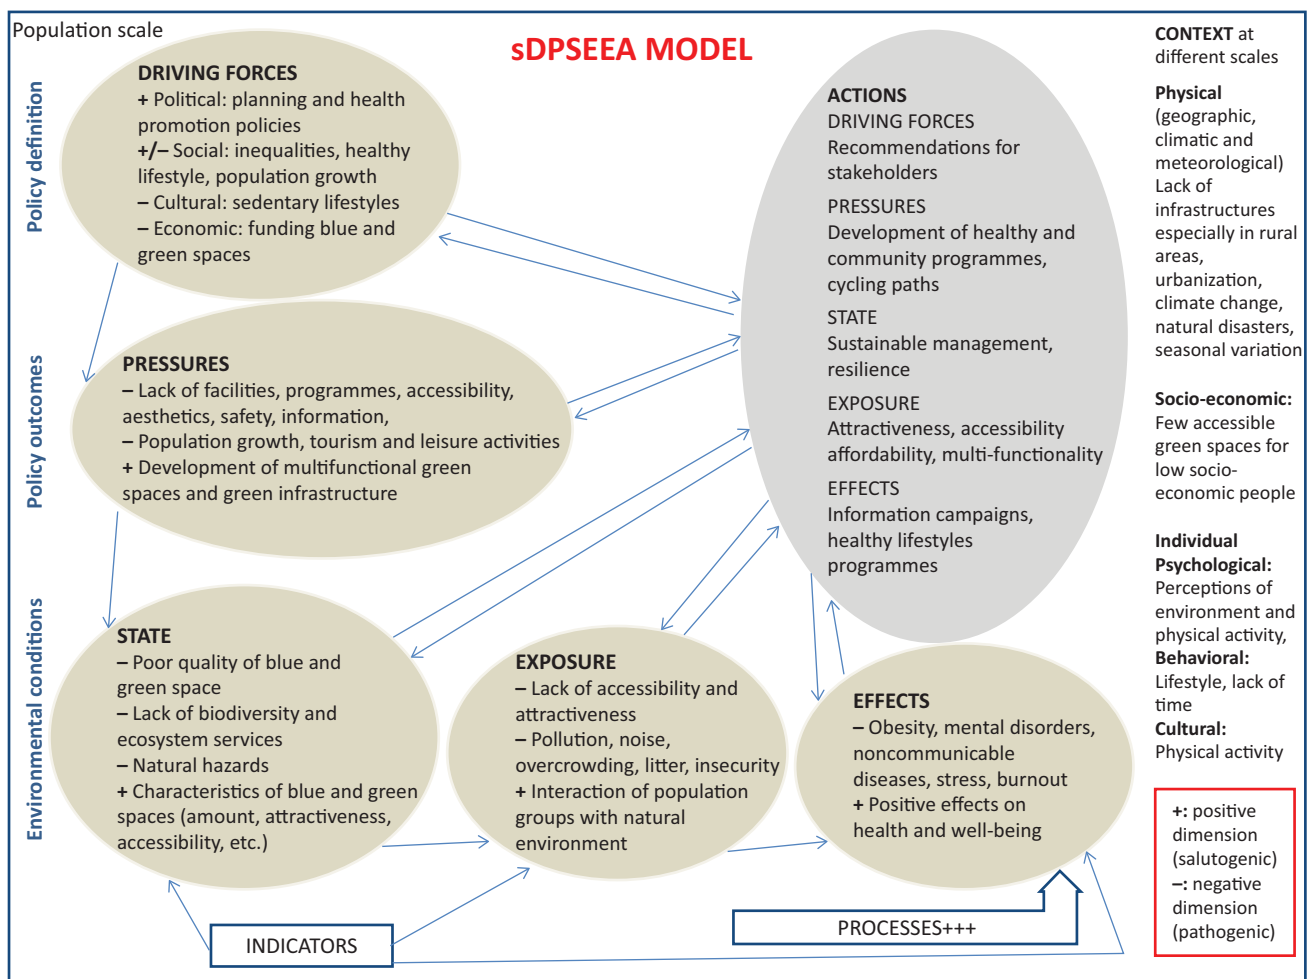 Population scale
sDPSEEA MODEL
Policy definition
Policy outcomes
Environmental conditions
DRIVING FORCES
+ Political: planning and health
promotion policies
+/− Social: inequalities, healthy
lifestyle, population growth
− Cultural: sedentary lifestyles
− Economic: funding blue and
green spaces
PRESSURES
− Lack of facilities, programmes, accessibility,
aesthetics, safety, information,
− Population growth, tourism and leisure activities
+ Development of multifunctional green
spaces and green infrastructure
STATE
− Poor quality of blue and
green space
− Lack of biodiversity and
ecosystem services
− Natural hazards
+ Characteristics of blue and green
spaces (amount, attractiveness,
accessibility, etc.)
EXPOSURE
− Lack of accessibility and
attractiveness
− Pollution, noise,
overcrowding, litter, insecurity
+ Interaction of population
groups with natural
environment
EFFECTS
− Obesity, mental disorders,
noncommunicable
diseases, stress, burnout
+ Positive effects on
health and well-being
ACTIONS
DRIVING FORCES
Recommendations for
stakeholders
PRESSURES
Development of healthy and
community programmes,
cycling paths
STATE
Sustainable management,
resilience
EXPOSURE
Attractiveness, accessibility
affordability, multi-functionality
EFFECTS
Information campaigns,
healthy lifestyles
programmes
INDICATORS
PROCESSES+++
CONTEXT at
different scales
Physical
(geographic,
climatic and
meteorological)
Lack of
infrastructures
especially in rural
areas,
urbanization,
climate change,
natural disasters,
seasonal variation
Socio-economic:
Few accessible
green spaces for
low socio-
economic people
Individual
Psychological:
Perceptions of
environment and
physical activity,
Behavioral:
Lifestyle, lack of
time
Cultural:
Physical activity
+: positive
dimension
(salutogenic)
−: negative
dimension
(pathogenic)